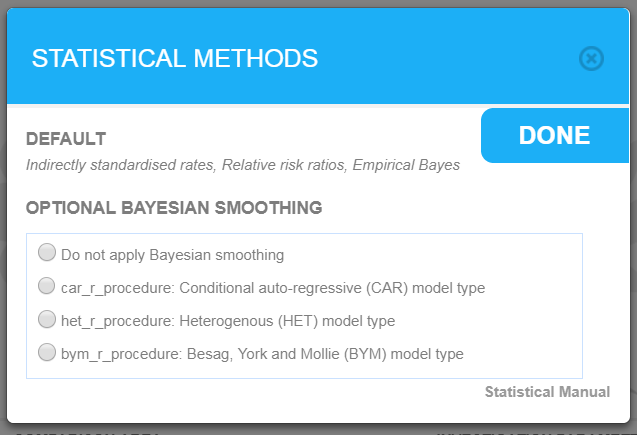 STATISTICAL METHODS
DONE
DEFAULT
Indirectly standardised rates, Relative risk ratios, Empirical Bayes
OPTIONAL BAYESIAN SMOOTHING
Do not apply Bayesian smoothing
car_r_procedure: Conditional auto-regressive (CAR) model type
het_r_procedure: Heterogenous (HET) model type
bym_r_procedure: Besag, York and Mollie (BYM) model type
Statistical Manual